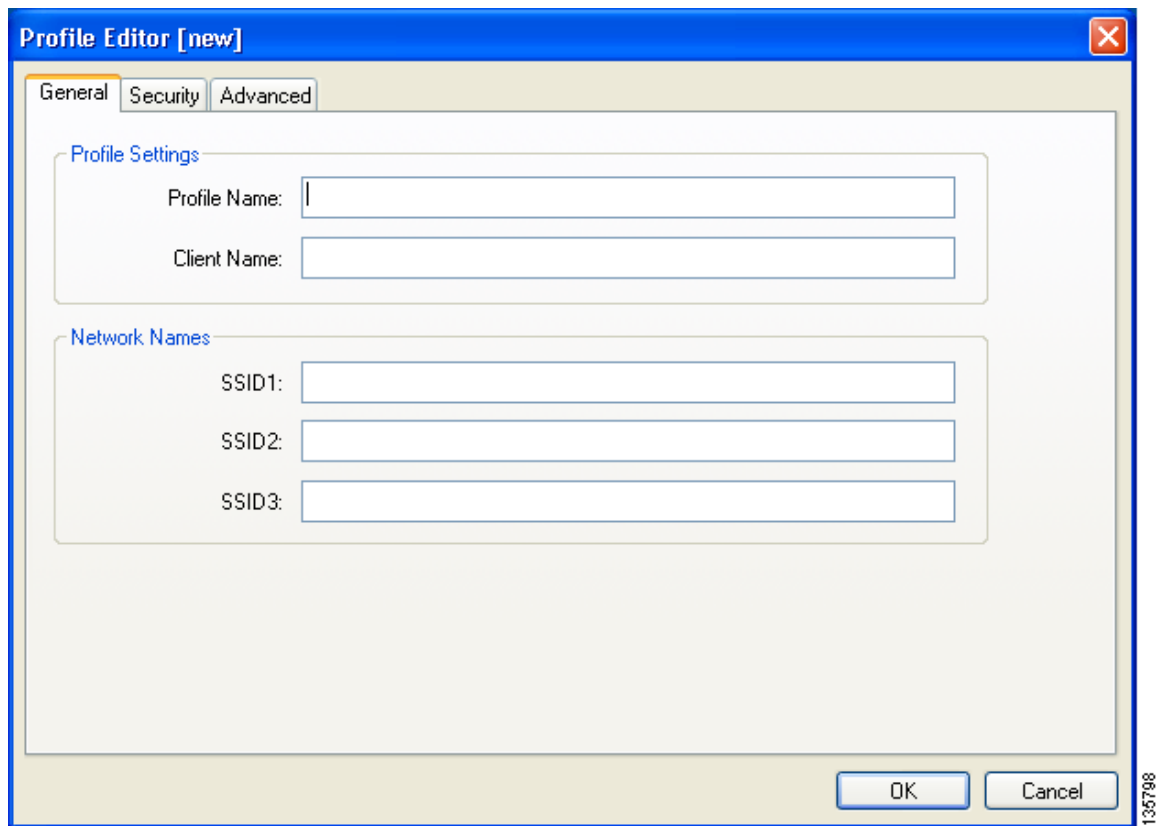 Profile Editor [new]
General Security Advanced
Profile Settings
Profile Name:
Client Name:
Network Names
SSID1:
SSID2:
SSID3:
OK Cancel
135798